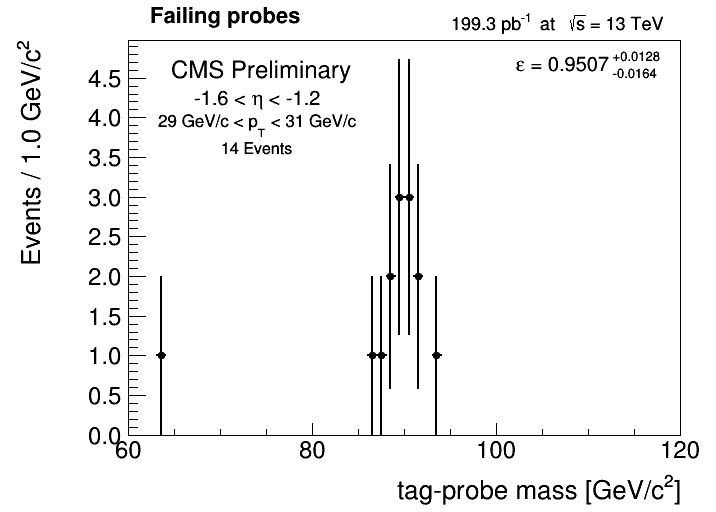 Failing probes
199.3 pb⁻¹ at √s = 13 TeV
CMS Preliminary
-1.6 < η < -1.2
29 GeV/c < p_T < 31 GeV/c
14 Events
ε = 0.9507 +0.0128 -0.0164
Events / 1.0 GeV/c²
4.5
4.0
3.5
3.0
2.5
2.0
1.5
1.0
0.5
0.0
60 80 100 120
tag-probe mass [GeV/c²]